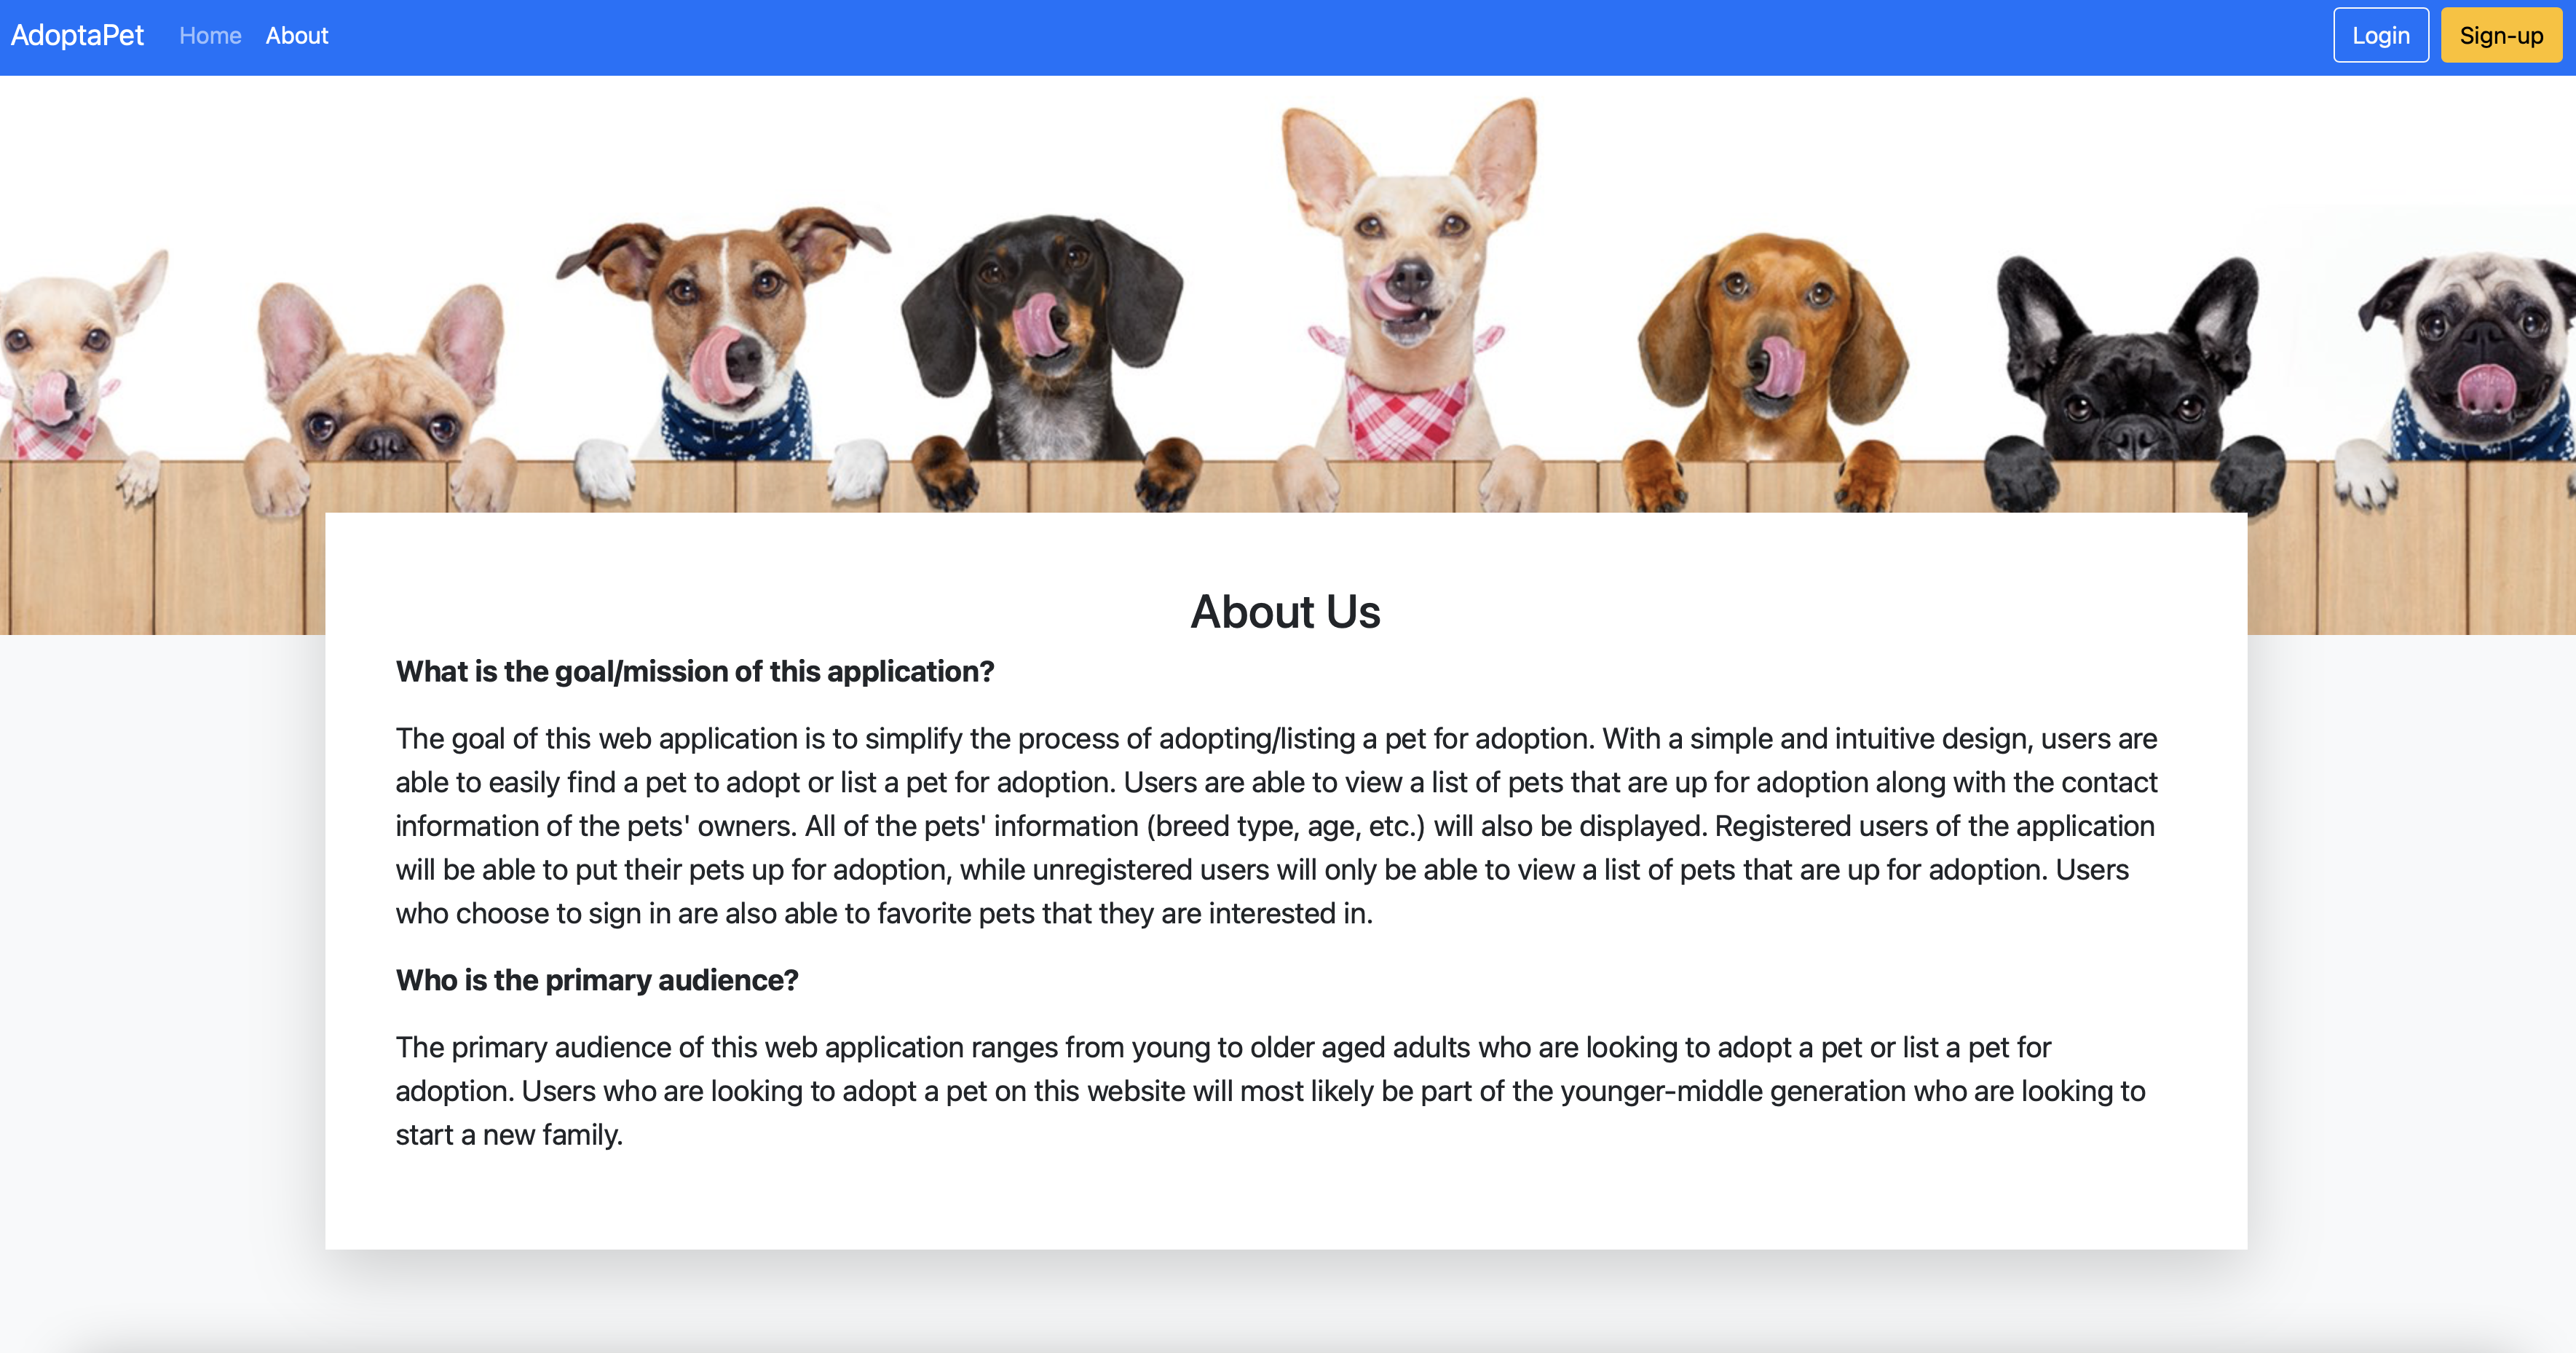 AdoptaPet Home About Login Sign-up
About Us
What is the goal/mission of this application?
The goal of this web application is to simplify the process of adopting/listing a pet for adoption. With a simple and intuitive design, users are
able to easily find a pet to adopt or list a pet for adoption. Users are able to view a list of pets that are up for adoption along with the contact
information of the pets' owners. All of the pets' information (breed type, age, etc.) will also be displayed. Registered users of the application
will be able to put their pets up for adoption, while unregistered users will only be able to view a list of pets that are up for adoption. Users
who choose to sign in are also able to favorite pets that they are interested in.
Who is the primary audience?
The primary audience of this web application ranges from young to older aged adults who are looking to adopt a pet or list a pet for
adoption. Users who are looking to adopt a pet on this website will most likely be part of the younger-middle generation who are looking to
start a new family.